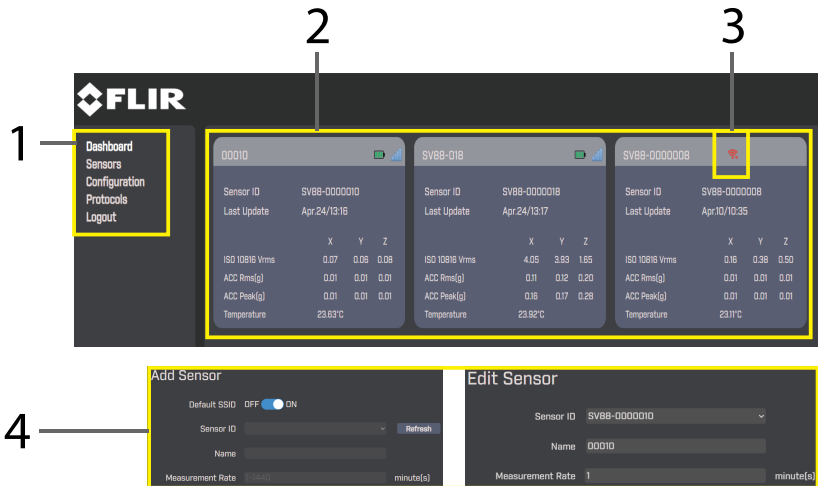 2
3
FLIR
1
Dashboard
Sensors
Configuration
Protocols
Logout
00010
Sensor ID SV88-0000010
Last Update Apr.24/13:16
X Y Z
ISO 10816 Vrms 0.07 0.06 0.08
ACC Rms(g) 0.01 0.01 0.01
ACC Peak(g) 0.01 0.01 0.01
Temperature 23.63°C
SV88-018
Sensor ID SV88-0000018
Last Update Apr.24/13:17
X Y Z
ISO 10816 Vrms 4.05 3.93 1.65
ACC Rms(g) 0.11 0.12 0.20
ACC Peak(g) 0.16 0.17 0.28
Temperature 23.92°C
SV88-0000008
Sensor ID SV88-0000008
Last Update Apr.10/10:35
X Y Z
ISO 10816 Vrms 0.16 0.38 0.50
ACC Rms(g) 0.01 0.01 0.01
ACC Peak(g) 0.01 0.01 0.01
Temperature 23.11°C
4
Add Sensor
Default SSID OFF ON
Sensor ID Refresh
Name
Measurement Rate 1-1440 minute(s)
Edit Sensor
Sensor ID SV88-0000010
Name 00010
Measurement Rate 1 minute(s)